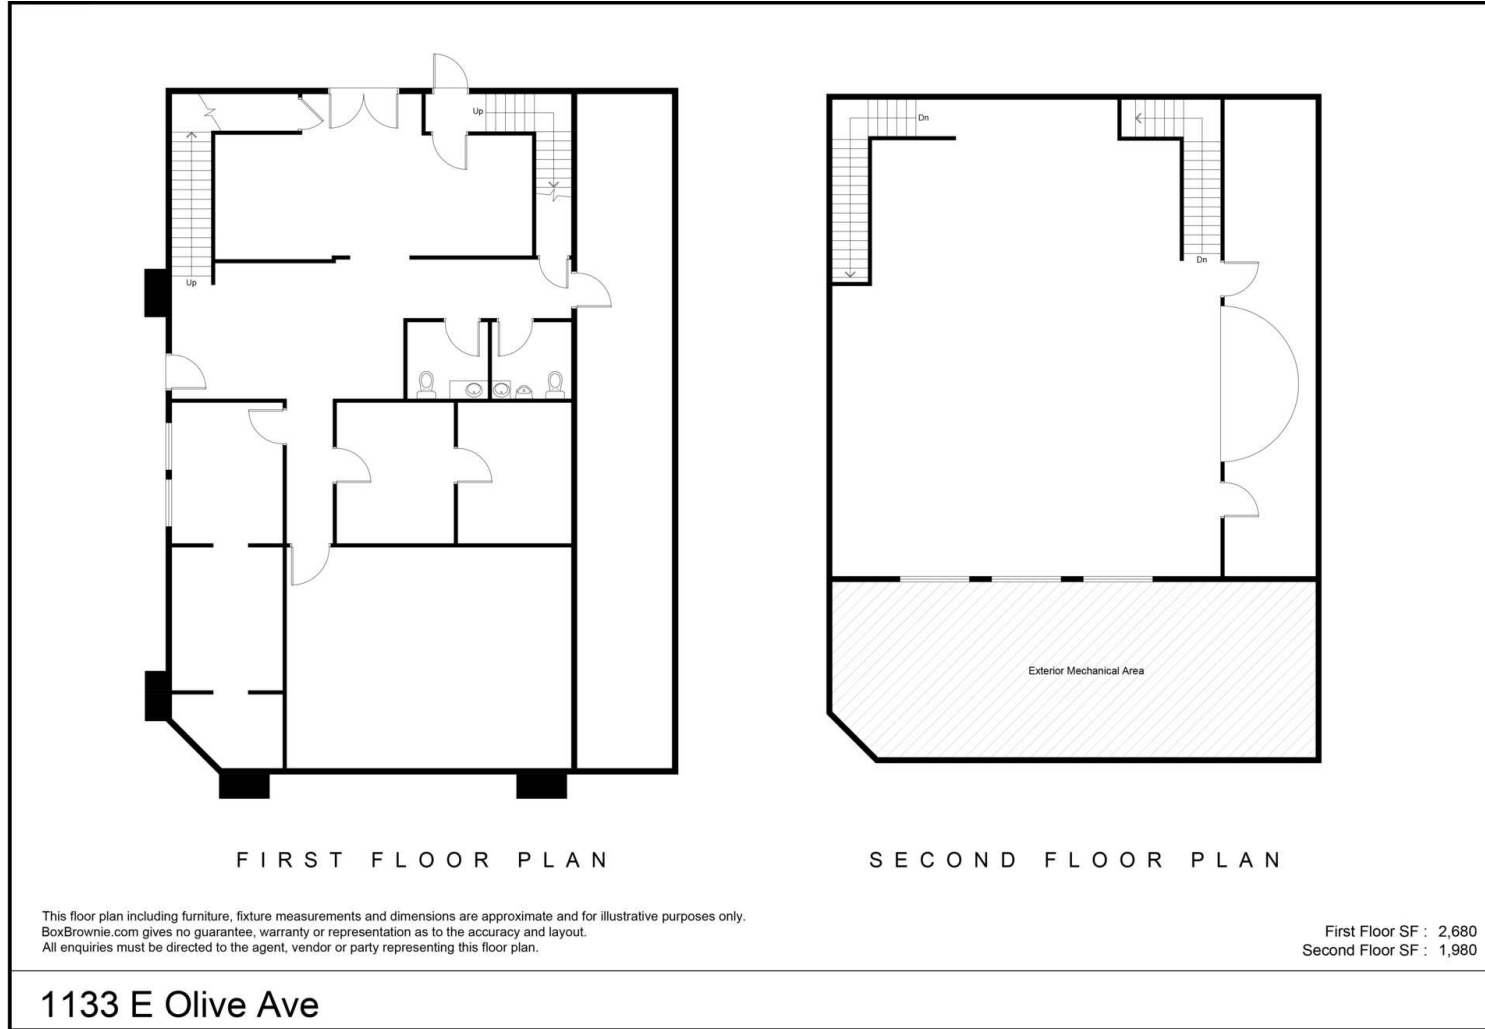 Up
Up
Dn
Dn
Exterior Mechanical Area
FIRST FLOOR PLAN
SECOND FLOOR PLAN
This floor plan including furniture, fixture measurements and dimensions are approximate and for illustrative purposes only.
BoxBrownie.com gives no guarantee, warranty or representation as to the accuracy and layout.
All enquiries must be directed to the agent, vendor or party representing this floor plan.
First Floor SF : 2,680
Second Floor SF : 1,980
1133 E Olive Ave